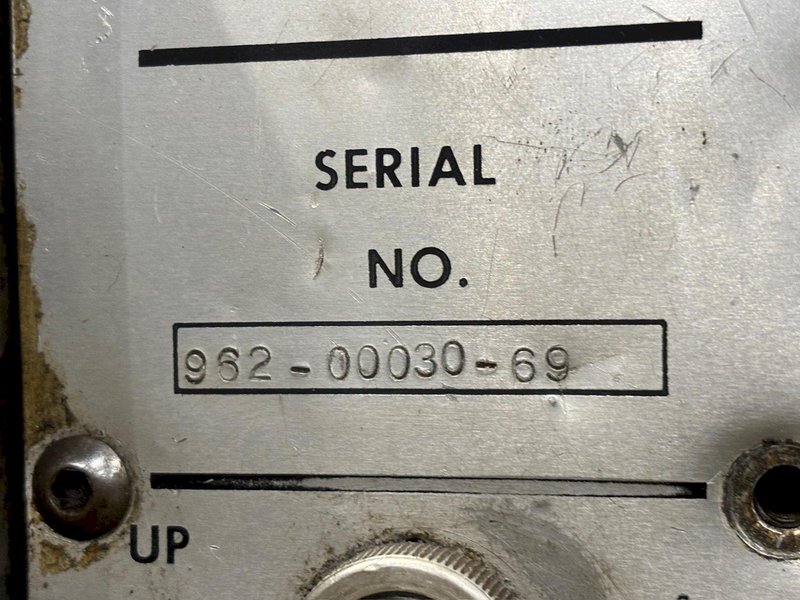 SERIAL
NO.
962-00030-69
UP